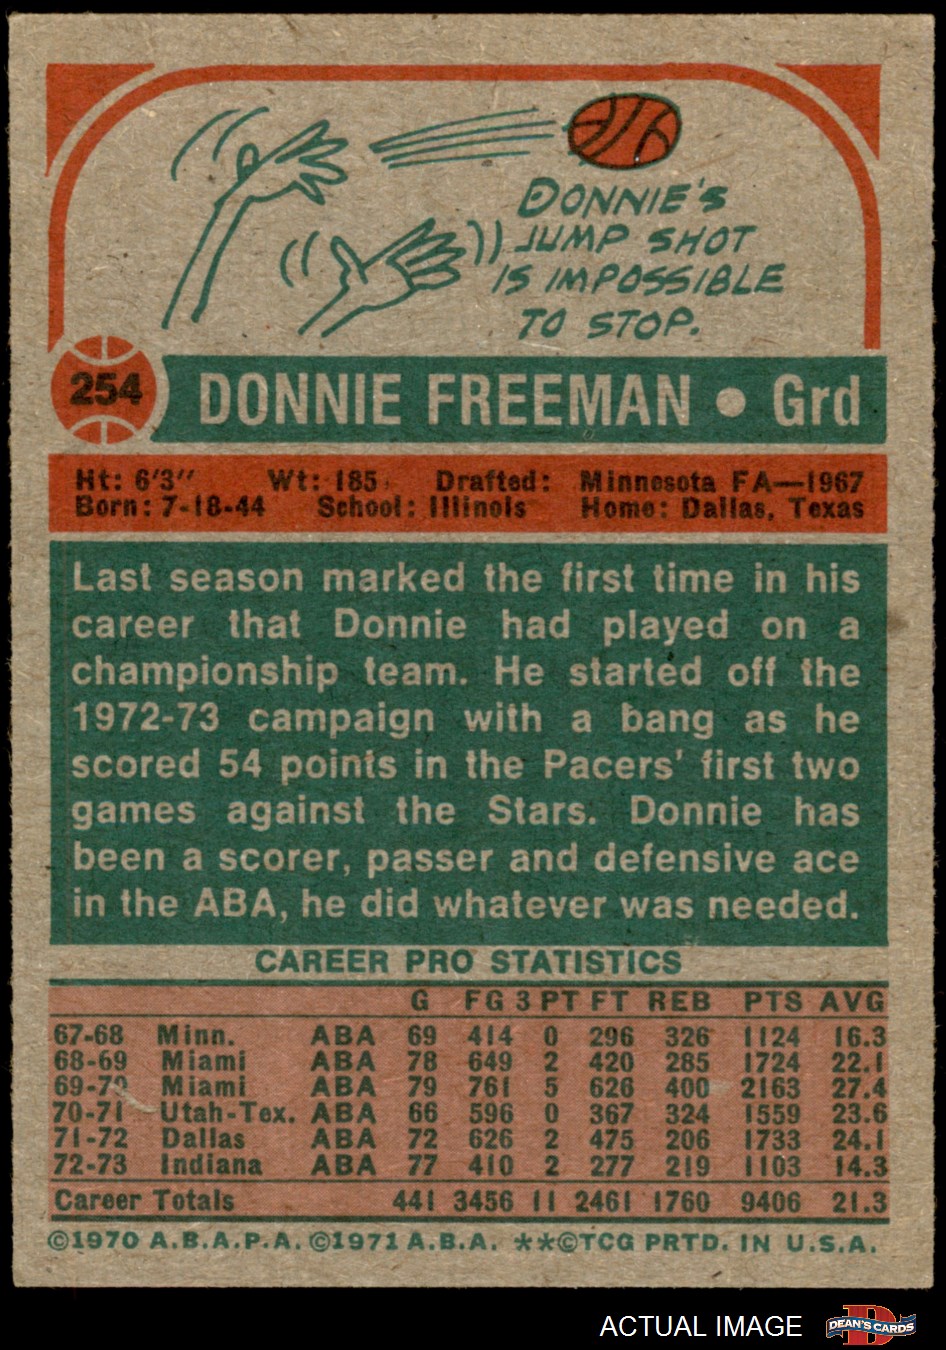 DONNIE'S
JUMP SHOT
IS IMPOSSIBLE
TO STOP.
254 DONNIE FREEMAN • Grd
Ht: 6'3" Wt: 185 Drafted: Minnesota FA—1967
Born: 7-18-44 School: Illinois Home: Dallas, Texas
Last season marked the first time in his
career that Donnie had played on a
championship team. He started off the
1972-73 campaign with a bang as he
scored 54 points in the Pacers' first two
games against the Stars. Donnie has
been a scorer, passer and defensive ace
in the ABA, he did whatever was needed.
CAREER PRO STATISTICS
G FG 3 PT FT REB PTS AVG
67-68 Minn. ABA 69 414 0 296 326 1124 16.3
68-69 Miami ABA 78 649 2 420 285 1724 22.1
69-70 Miami ABA 79 761 5 626 400 2163 27.4
70-71 Utah-Tex. ABA 66 596 0 367 324 1559 23.6
71-72 Dallas ABA 72 626 2 475 206 1733 24.1
72-73 Indiana ABA 77 410 2 277 219 1103 14.3
Career Totals 441 3456 11 2461 1760 9406 21.3
©1970 A.B.A.P.A. ©1971 A.B.A. **©TCG PRTD. IN U.S.A.
ACTUAL IMAGE DEAN'S CARDS